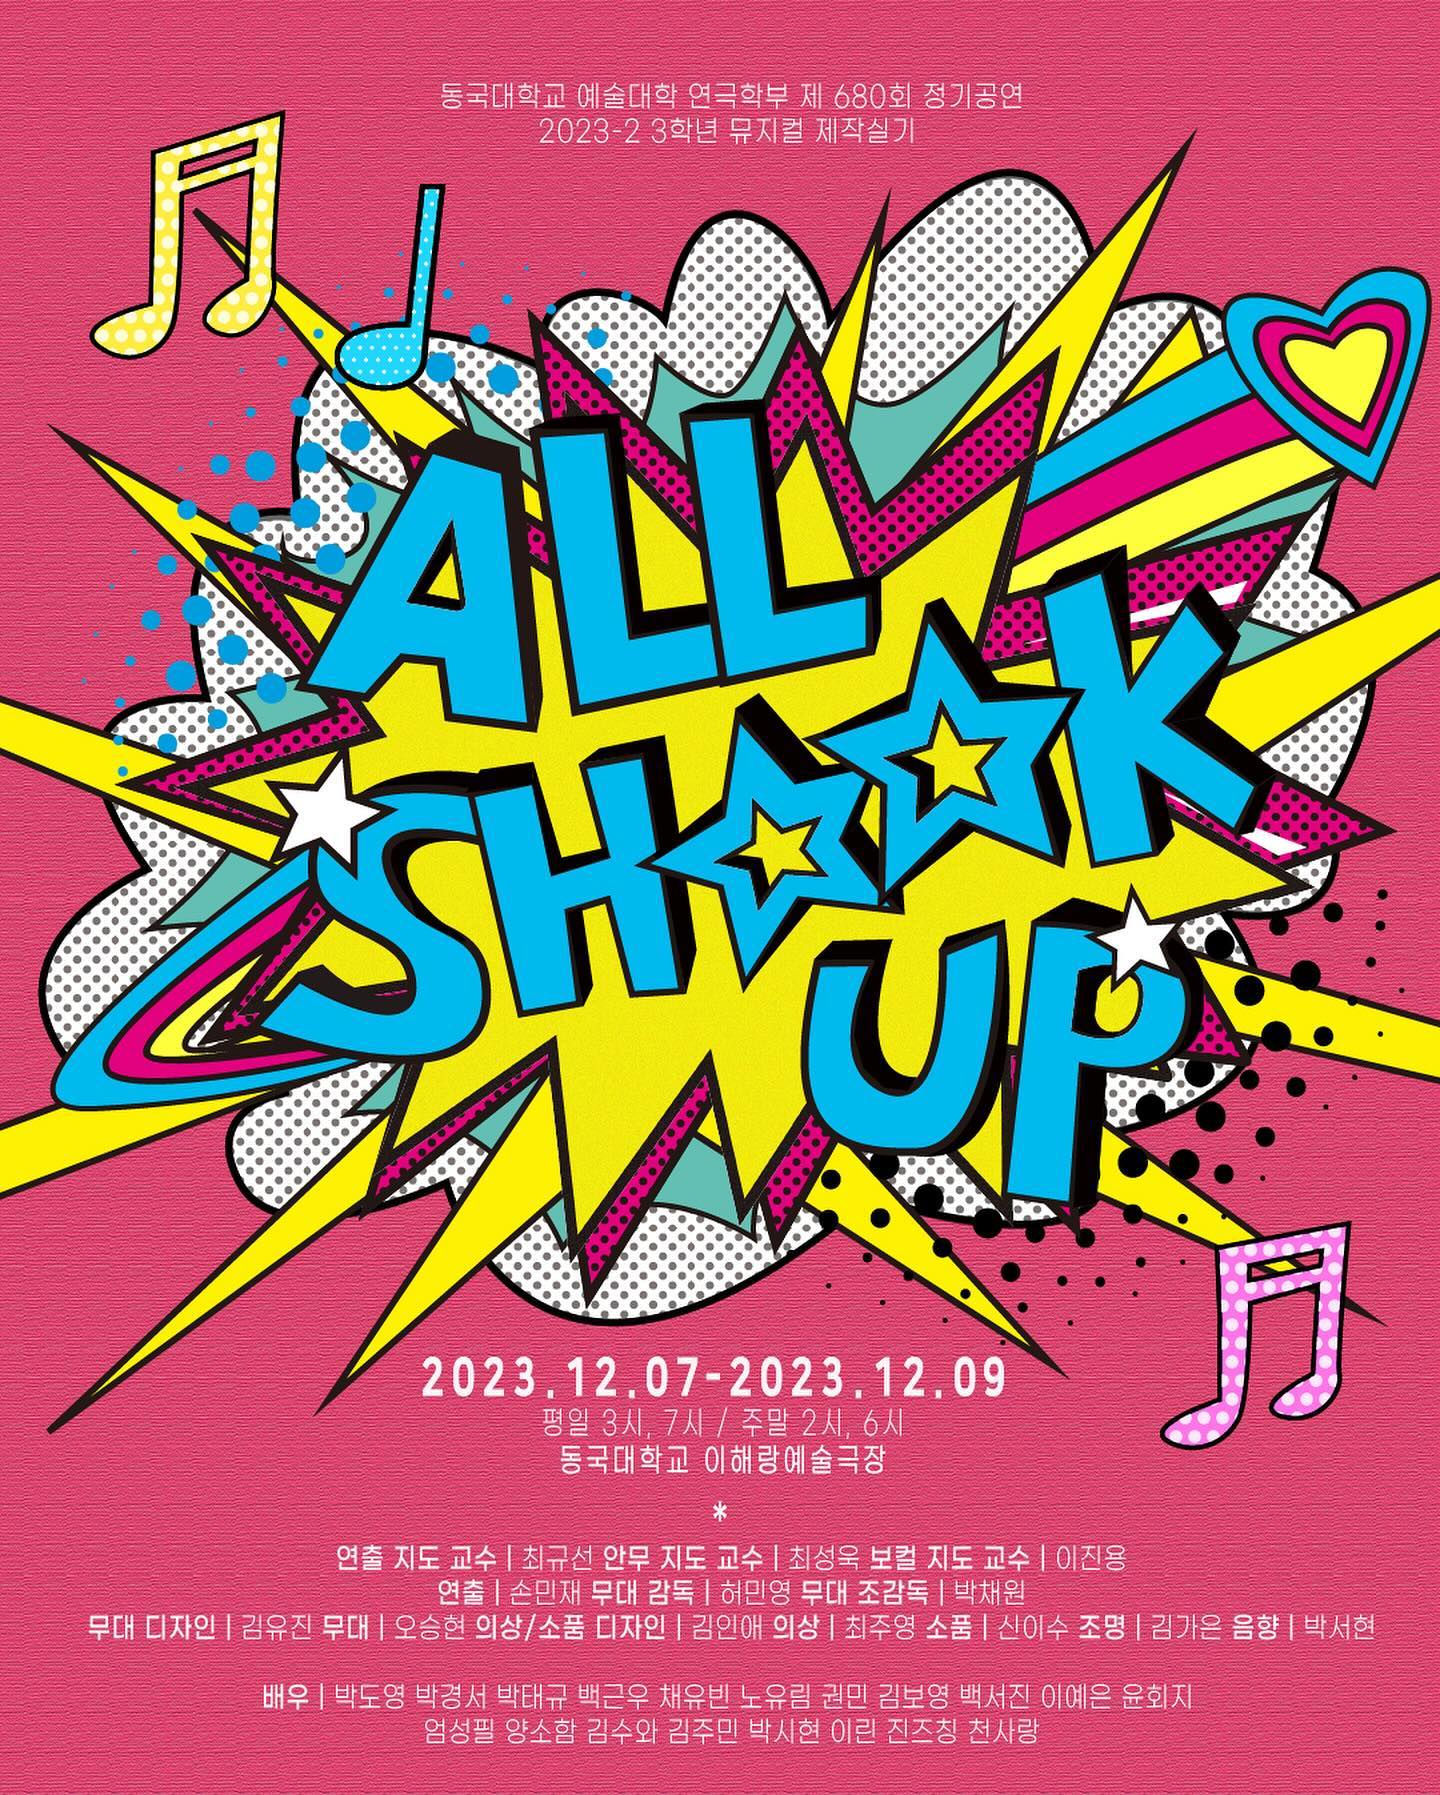 동국대학교 예술대학 연극학부 제 680회 정기공연
2023-2 3학년 뮤지컬 제작실기
ALL
SHOOK
UP
2023.12.07-2023.12.09
평일 3시, 7시 / 주말 2시, 6시
동국대학교 이해랑예술극장
*
연출 지도 교수 | 최규선 안무 지도 교수 | 최성욱 보컬 지도 교수 | 이진용
연출 | 손민재 무대 감독 | 허민영 무대 조감독 | 박채원
무대 디자인 | 김유진 무대 | 오승현 의상/소품 디자인 | 김인애 의상 | 최주영 소품 | 산이수 조명 | 김가은 음향 | 박서현
배우 | 박도영 박경서 박태규 백근우 채유빈 노유림 권민 김보영 백서진 이예은 윤회지
엄성필 양소함 김수와 김주민 박시현 이린 진즈칭 천사랑